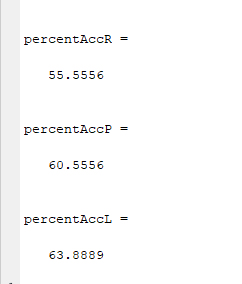 percentAccR =
55.5556
percentAccP =
60.5556
percentAccL =
63.8889